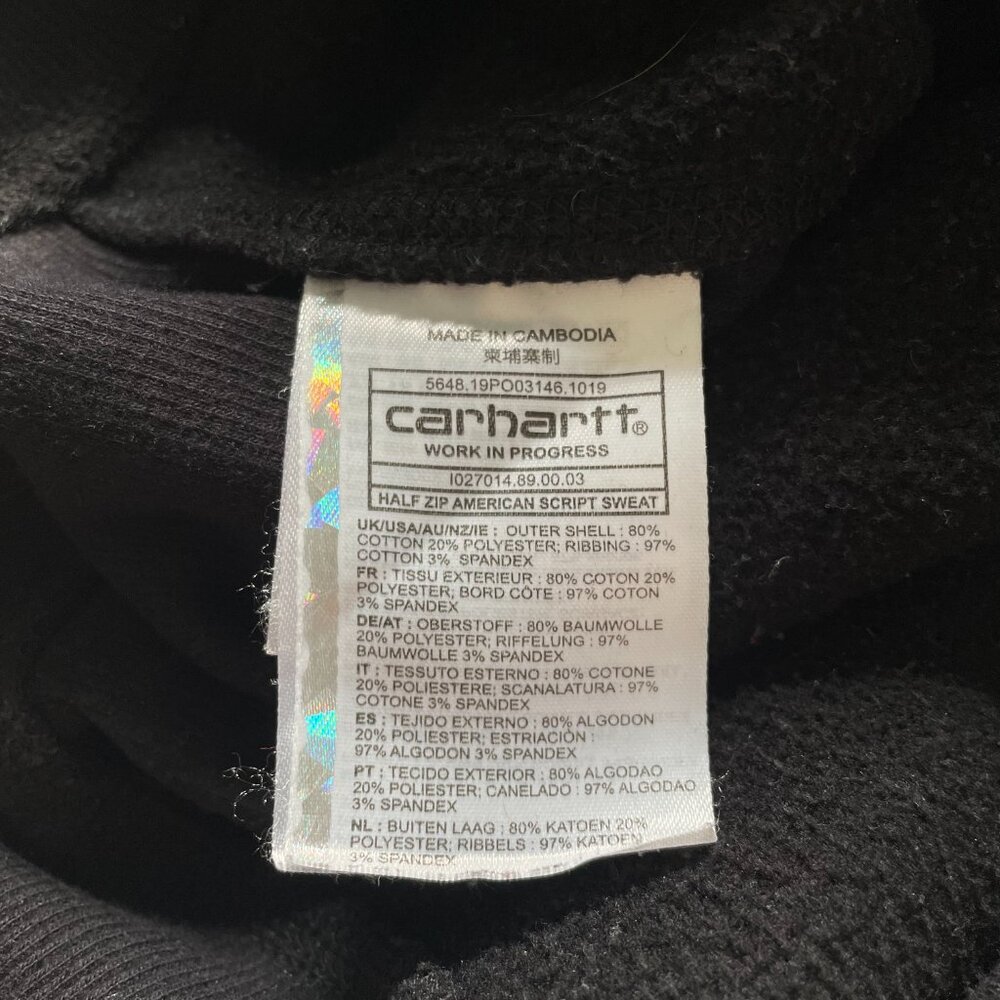 MADE IN CAMBODIA
柬埔寨制
5648.19PO03146.1019
carhartt®
WORK IN PROGRESS
I027014.89.00.03
HALF ZIP AMERICAN SCRIPT SWEAT
UK/USA/AU/NZ/IE : OUTER SHELL : 80%
COTTON 20% POLYESTER; RIBBING : 97%
COTTON 3% SPANDEX
FR : TISSU EXTERIEUR : 80% COTON 20%
POLYESTER; BORD CÔTE : 97% COTON
3% SPANDEX
DE/AT : OBERSTOFF : 80% BAUMWOLLE
20% POLYESTER; RIFFELUNG : 97%
BAUMWOLLE 3% SPANDEX
IT : TESSUTO ESTERNO : 80% COTONE
20% POLIESTERE; SCANALATURA : 97%
COTONE 3% SPANDEX
ES : TEJIDO EXTERNO : 80% ALGODON
20% POLIESTER; ESTRIACIÓN :
97% ALGODON 3% SPANDEX
PT : TECIDO EXTERIOR : 80% ALGODAO
20% POLIESTER; CANELADO : 97% ALGODAO
3% SPANDEX
NL : BUITEN LAAG : 80% KATOEN 20%
POLYESTER; RIBBELS : 97% KATOEN
3% SPANDEX